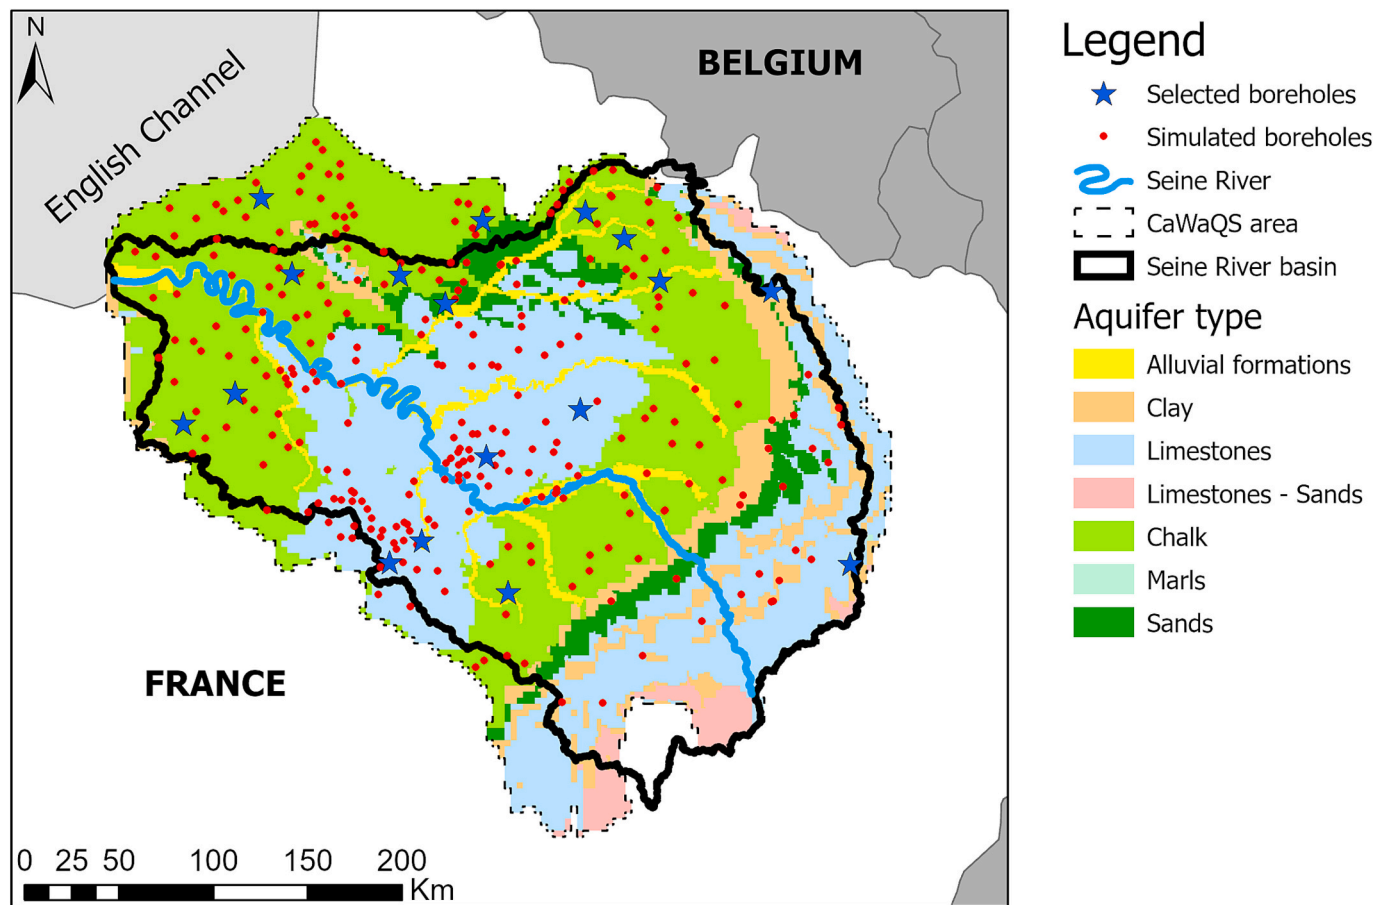 N
English Channel
BELGIUM
FRANCE
0 25 50 100 150 200
Km
Legend
Selected boreholes
Simulated boreholes
Seine River
CaWaQS area
Seine River basin
Aquifer type
Alluvial formations
Clay
Limestones
Limestones - Sands
Chalk
Marls
Sands